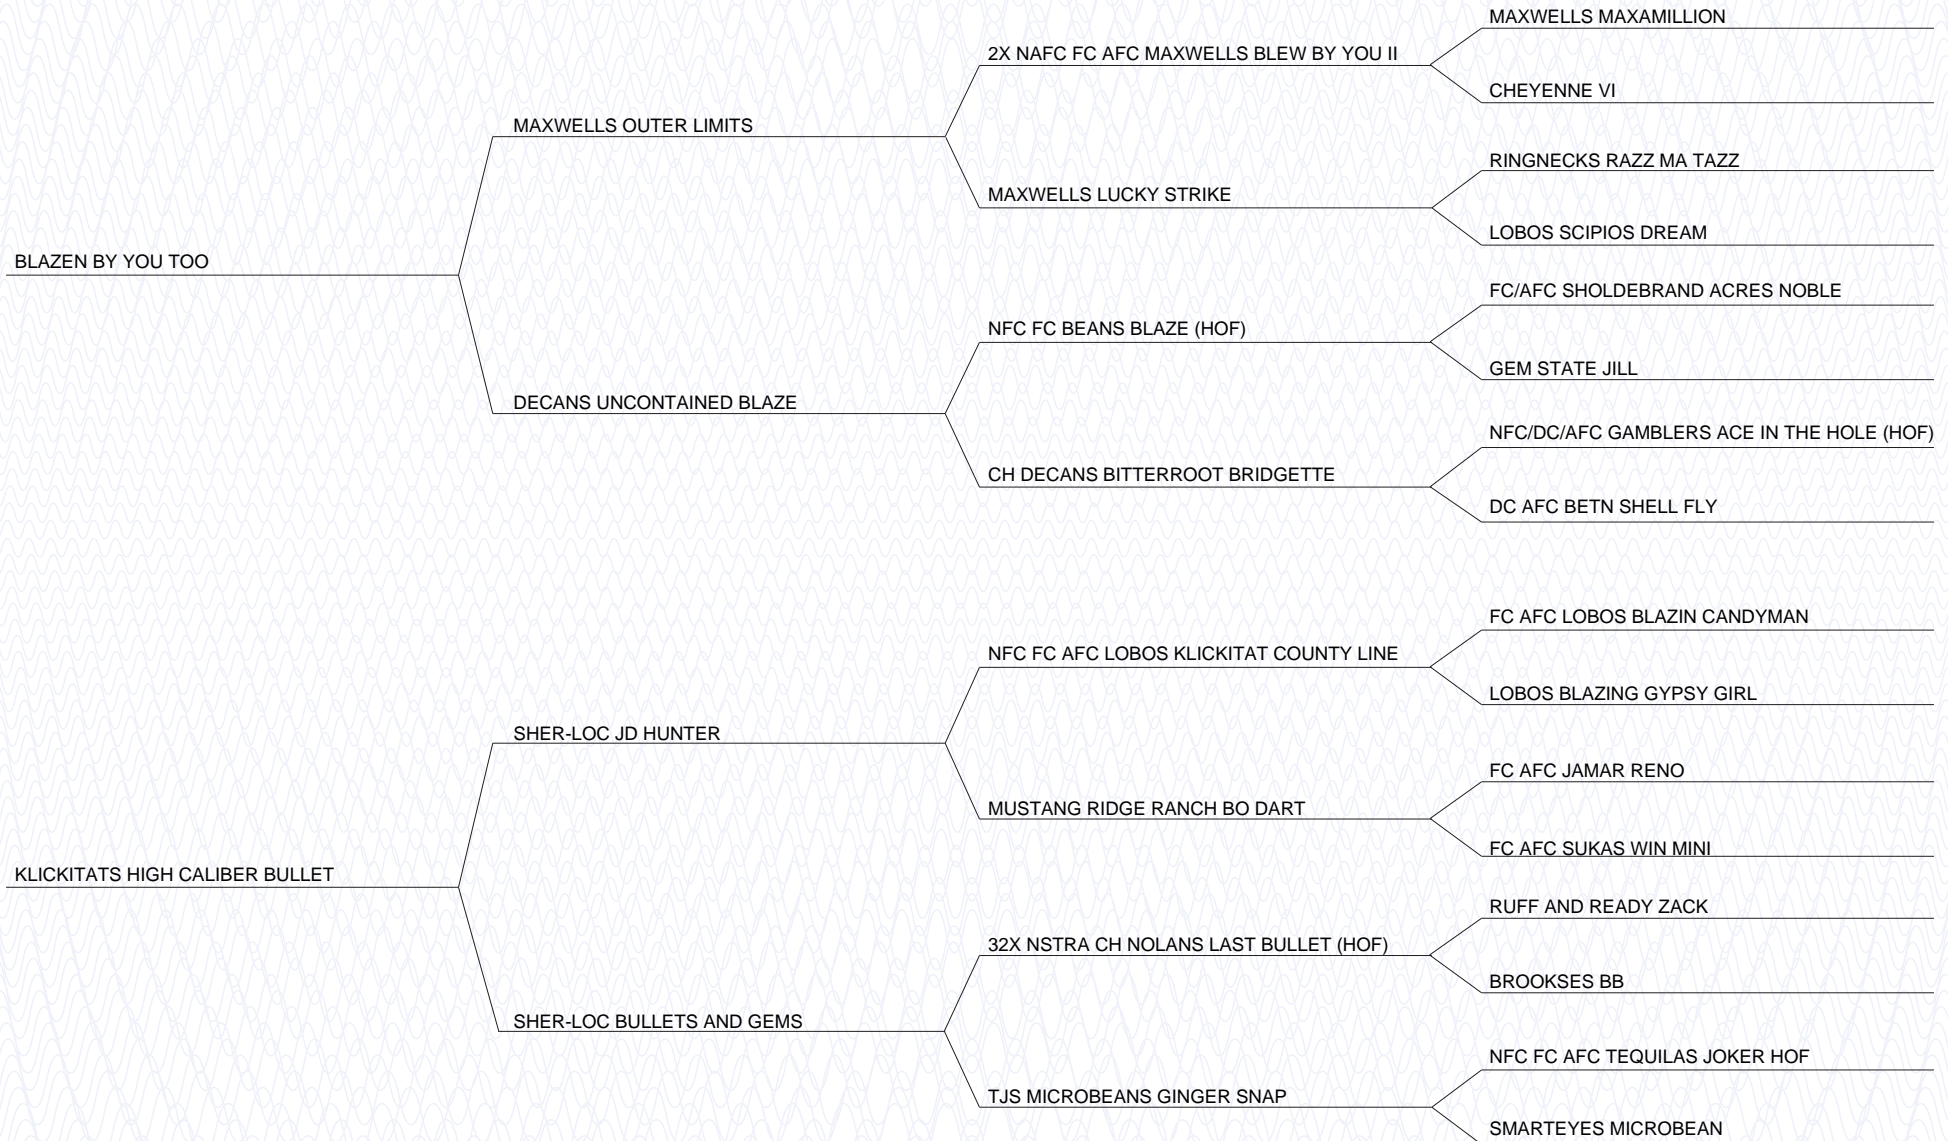 MAXWELLS MAXAMILLION
2X NAFC FC AFC MAXWELLS BLEW BY YOU II
CHEYENNE VI
MAXWELLS OUTER LIMITS
RINGNECKS RAZZ MA TAZZ
MAXWELLS LUCKY STRIKE
LOBOS SCIPIOS DREAM
BLAZEN BY YOU TOO
FC/AFC SHOLDEBRAND ACRES NOBLE
NFC FC BEANS BLAZE (HOF)
GEM STATE JILL
DECANS UNCONTAINED BLAZE
NFC/DC/AFC GAMBLERS ACE IN THE HOLE (HOF)
CH DECANS BITTERROOT BRIDGETTE
DC AFC BETN SHELL FLY
FC AFC LOBOS BLAZIN CANDYMAN
NFC FC AFC LOBOS KLICKITAT COUNTY LINE
LOBOS BLAZING GYPSY GIRL
SHER-LOC JD HUNTER
FC AFC JAMAR RENO
MUSTANG RIDGE RANCH BO DART
FC AFC SUKAS WIN MINI
KLICKITATS HIGH CALIBER BULLET
RUFF AND READY ZACK
32X NSTRA CH NOLANS LAST BULLET (HOF)
BROOKSES BB
SHER-LOC BULLETS AND GEMS
NFC FC AFC TEQUILAS JOKER HOF
TJS MICROBEANS GINGER SNAP
SMARTEYES MICROBEAN